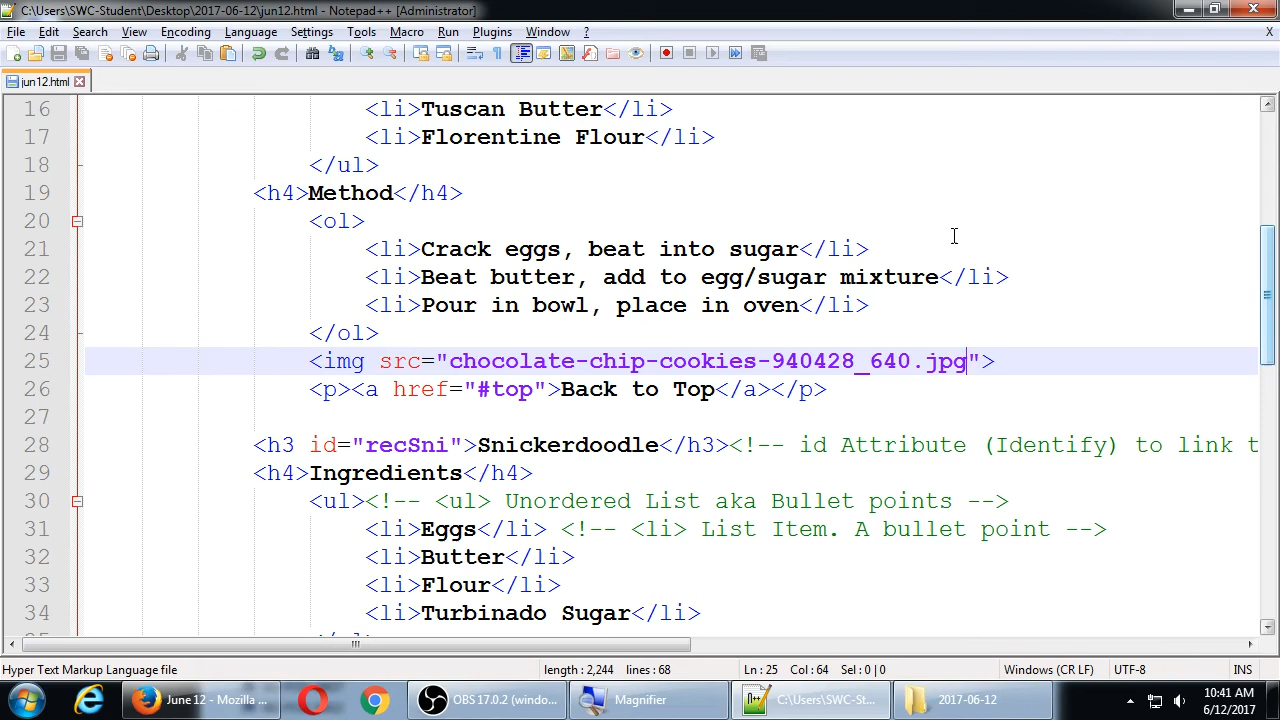 C:\Users\SWC-Student\Desktop\2017-06-12\jun12.html - Notepad++ [Administrator]
File Edit Search View Encoding Language Settings Tools Macro Run Plugins Window ? X
jun12.html
16 <li>Tuscan Butter</li>
17 <li>Florentine Flour</li>
18 </ul>
19 <h4>Method</h4>
20 <ol>
21 <li>Crack eggs, beat into sugar</li>
22 <li>Beat butter, add to egg/sugar mixture</li>
23 <li>Pour in bowl, place in oven</li>
24 </ol>
25 <img src="chocolate-chip-cookies-940428_640.jpg">
26 <p><a href="#top">Back to Top</a></p>
27
28 <h3 id="recSni">Snickerdoodle</h3><!-- id Attribute (Identify) to link t
29 <h4>Ingredients</h4>
30 <ul><!-- <ul> Unordered List aka Bullet points -->
31 <li>Eggs</li> <!-- <li> List Item. A bullet point -->
32 <li>Butter</li>
33 <li>Flour</li>
34 <li>Turbinado Sugar</li>
Hyper Text Markup Language file length : 2,244 lines : 68 Ln : 25 Col : 64 Sel : 0 | 0 Windows (CR LF) UTF-8 INS
June 12 - Mozilla ... OBS 17.0.2 (windo... Magnifier C:\Users\SWC-Stu... 2017-06-12 10:41 AM
6/12/2017